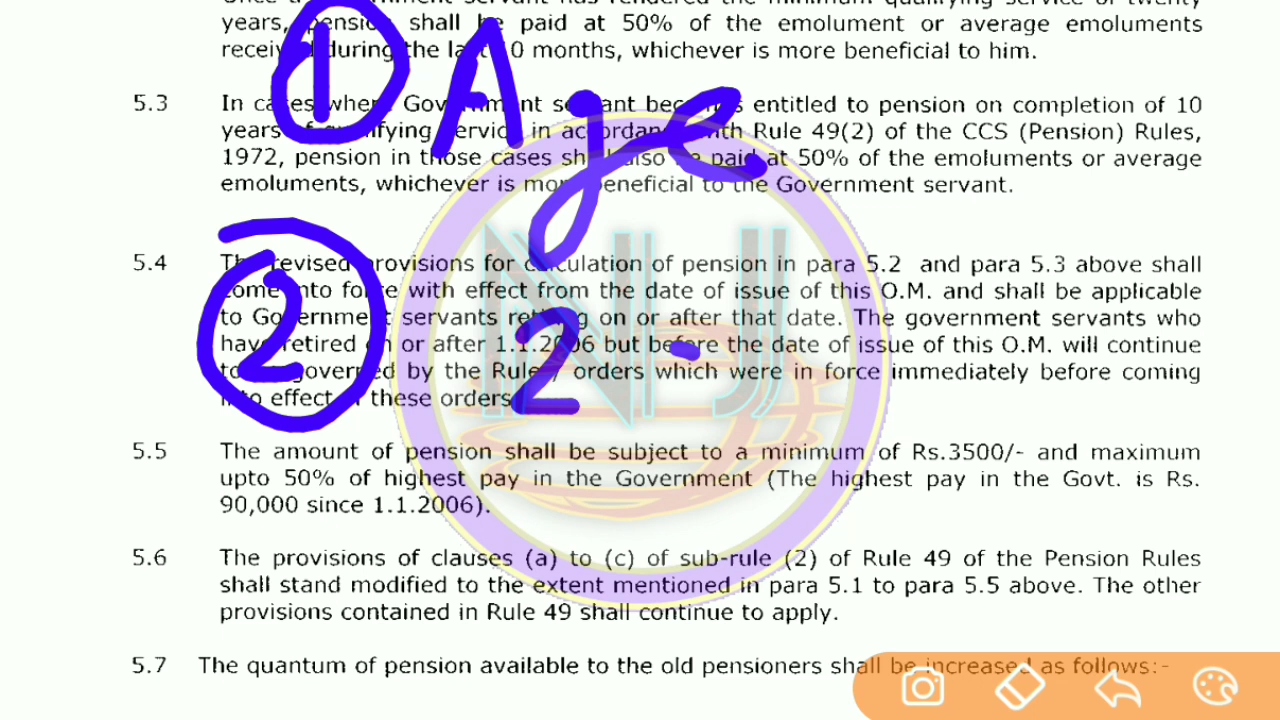 years, pension shall be paid at 50% of the emolument or average emoluments
received during the last 10 months, whichever is more beneficial to him.
① Age
5.3 In cases where Government servant becomes entitled to pension on completion of 10
years of qualifying service in accordance with Rule 49(2) of the CCS (Pension) Rules,
1972, pension in those cases shall also be paid at 50% of the emoluments or average
emoluments, whichever is more beneficial to the Government servant.
② 2 -
5.4 The revised provisions for calculation of pension in para 5.2 and para 5.3 above shall
come into force with effect from the date of issue of this O.M. and shall be applicable
to Government servants retiring on or after that date. The government servants who
have retired on or after 1.1.2006 but before the date of issue of this O.M. will continue
to be governed by the Rules / orders which were in force immediately before coming
into effect of these orders.
5.5 The amount of pension shall be subject to a minimum of Rs.3500/- and maximum
upto 50% of highest pay in the Government (The highest pay in the Govt. is Rs.
90,000 since 1.1.2006).
5.6 The provisions of clauses (a) to (c) of sub-rule (2) of Rule 49 of the Pension Rules
shall stand modified to the extent mentioned in para 5.1 to para 5.5 above. The other
provisions contained in Rule 49 shall continue to apply.
5.7 The quantum of pension available to the old pensioners shall be increased as follows:-
NJJ